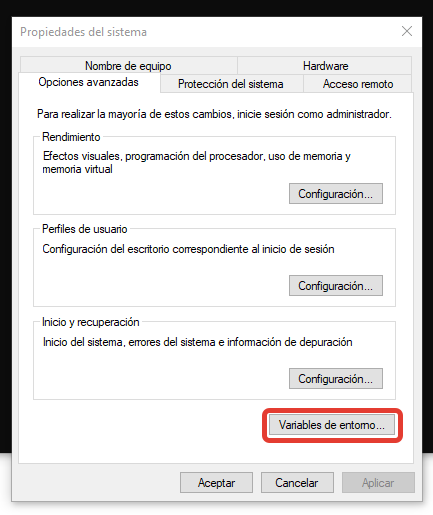 Propiedades del sistema
Nombre de equipo
Hardware
Opciones avanzadas
Protección del sistema
Acceso remoto
Para realizar la mayoría de estos cambios, inicie sesión como administrador.
Rendimiento
Efectos visuales, programación del procesador, uso de memoria y
memoria virtual
Configuración...
Perfiles de usuario
Configuración del escritorio correspondiente al inicio de sesión
Configuración...
Inicio y recuperación
Inicio del sistema, errores del sistema e información de depuración
Configuración...
Variables de entorno...
Aceptar
Cancelar
Aplicar